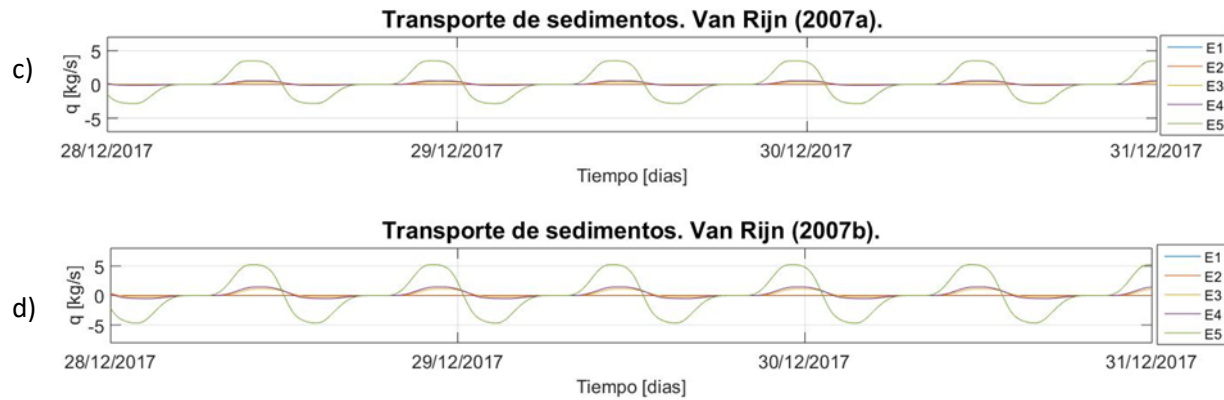 Transporte de sedimentos. Van Rijn (2007a).
c)
q [kg/s]
5
0
-5
28/12/2017 29/12/2017 30/12/2017 31/12/2017
Tiempo [dias]
E1
E2
E3
E4
E5
Transporte de sedimentos. Van Rijn (2007b).
d)
q [kg/s]
5
0
-5
28/12/2017 29/12/2017 30/12/2017 31/12/2017
Tiempo [dias]
E1
E2
E3
E4
E5